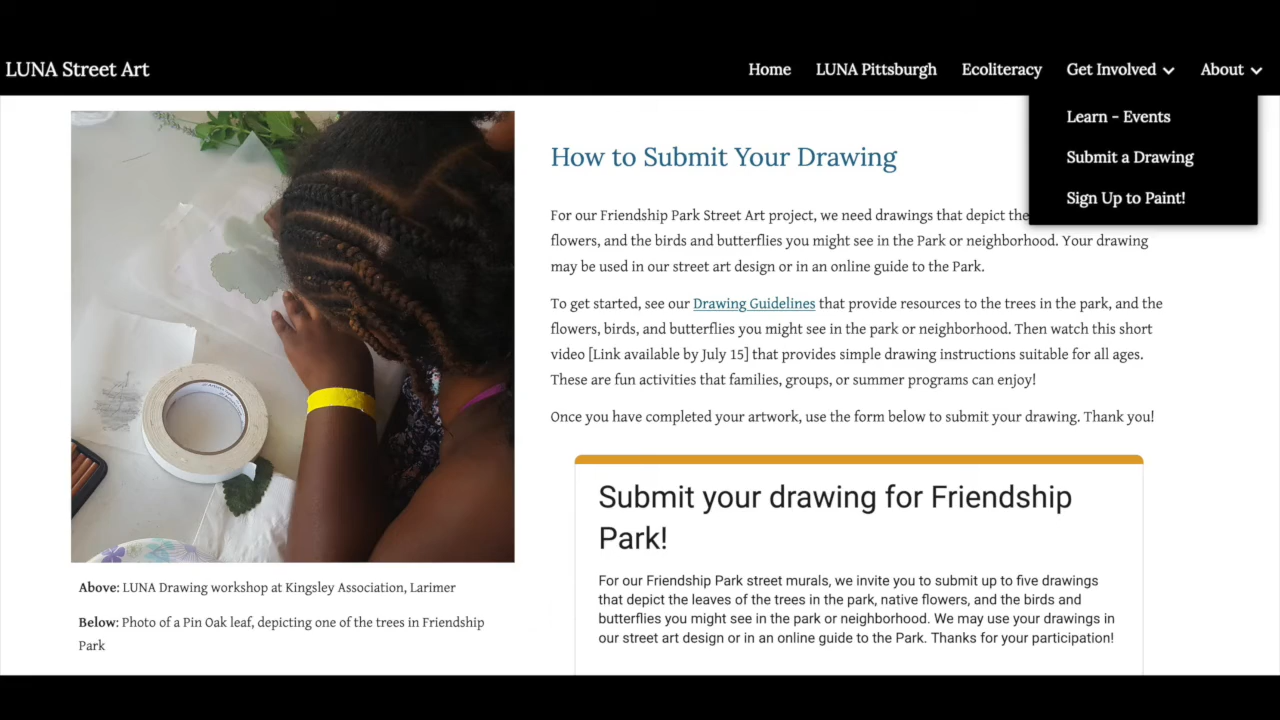 LUNA Street Art
Home LUNA Pittsburgh Ecoliteracy Get Involved About
Learn - Events
Submit a Drawing
Sign Up to Paint!
How to Submit Your Drawing
For our Friendship Park Street Art project, we need drawings that depict the
flowers, and the birds and butterflies you might see in the Park or neighborhood. Your drawing
may be used in our street art design or in an online guide to the Park.
To get started, see our Drawing Guidelines that provide resources to the trees in the park, and the
flowers, birds, and butterflies you might see in the park or neighborhood. Then watch this short
video [Link available by July 15] that provides simple drawing instructions suitable for all ages.
These are fun activities that families, groups, or summer programs can enjoy!
Once you have completed your artwork, use the form below to submit your drawing. Thank you!
Submit your drawing for Friendship
Park!
For our Friendship Park street murals, we invite you to submit up to five drawings
that depict the leaves of the trees in the park, native flowers, and the birds and
butterflies you might see in the park or neighborhood. We may use your drawings in
our street art design or in an online guide to the Park. Thanks for your participation!
Above: LUNA Drawing workshop at Kingsley Association, Larimer
Below: Photo of a Pin Oak leaf, depicting one of the trees in Friendship
Park